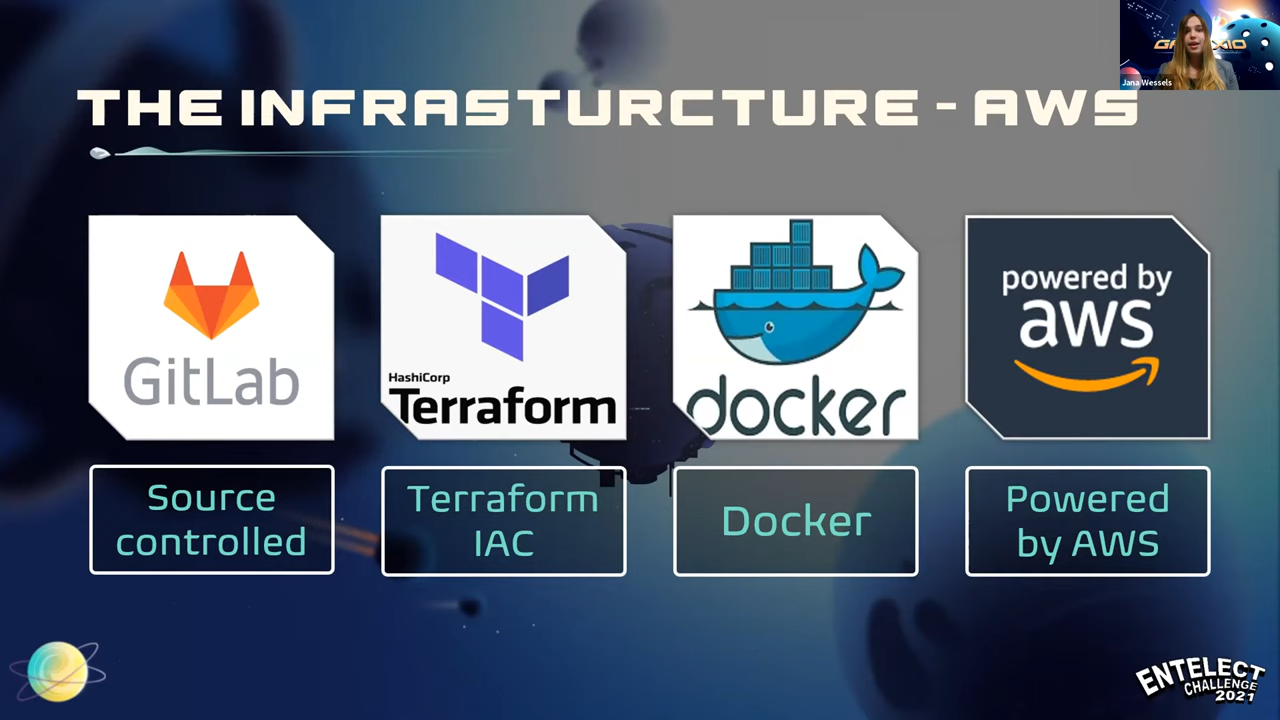 THE INFRASTURCTURE - AWS
Jana Wessels
GitLab
HashiCorp
Terraform
docker
powered by
aws
Source
controlled
Terraform
IAC
Docker
Powered
by AWS
ENTELECT
CHALLENGE
2021